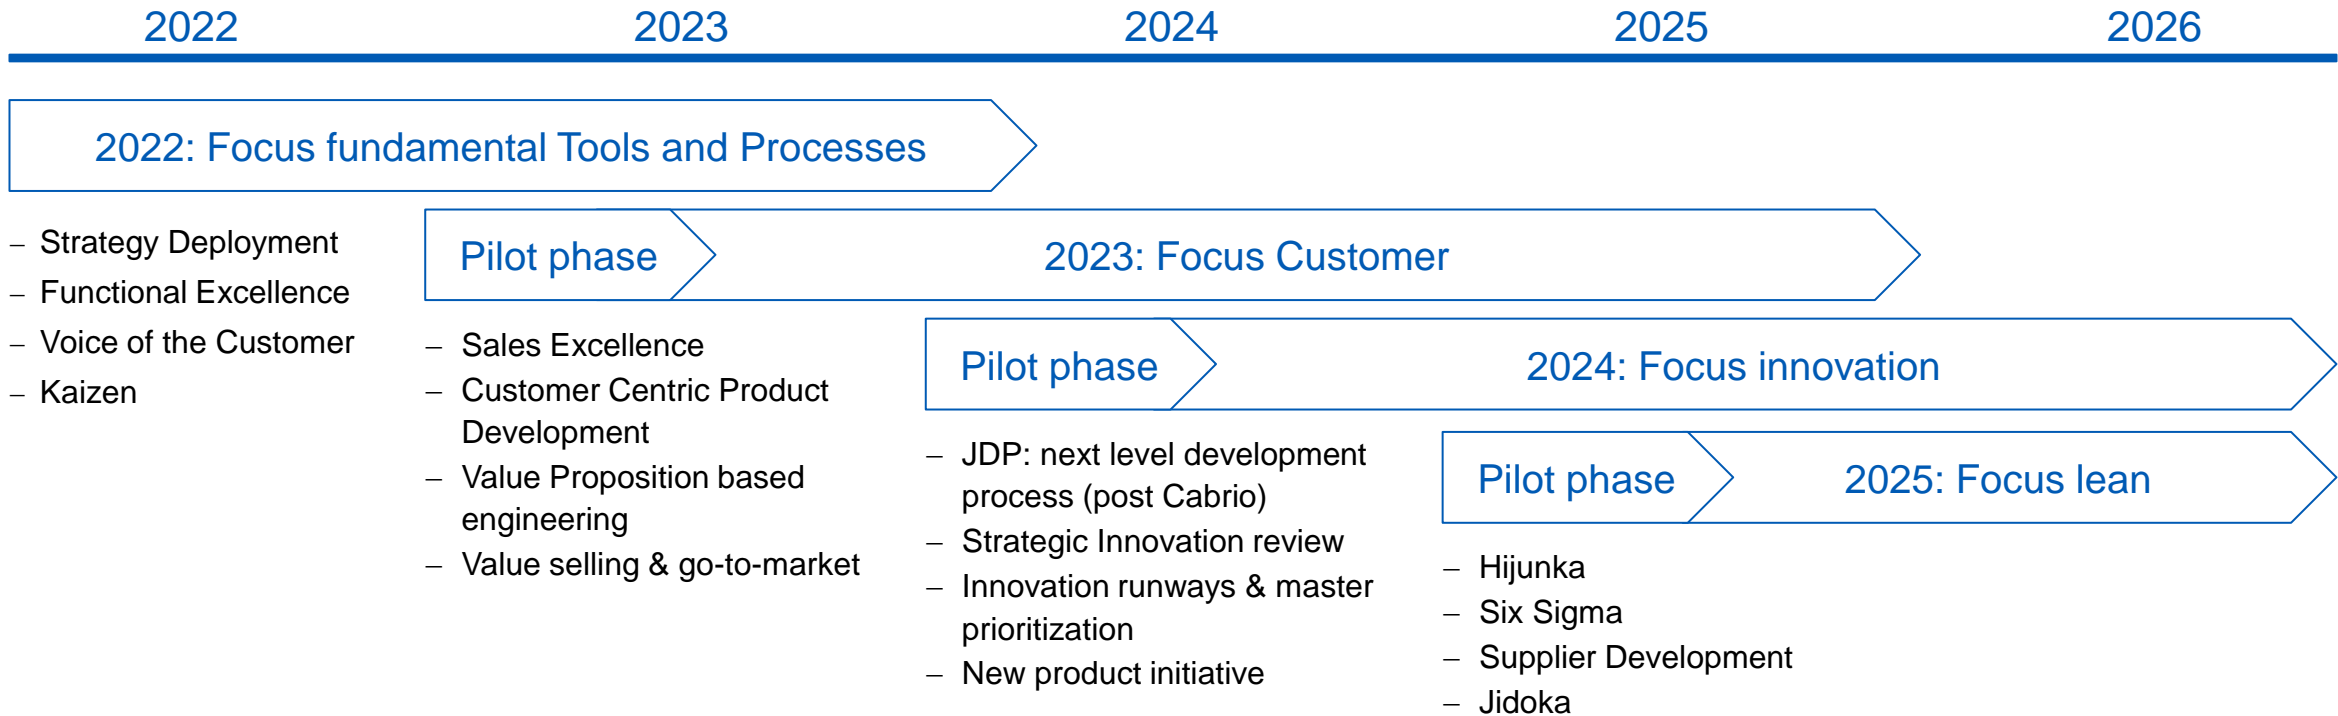 2022 2023 2024 2025 2026
2022: Focus fundamental Tools and Processes
– Strategy Deployment
– Functional Excellence
– Voice of the Customer
– Kaizen
Pilot phase
2023: Focus Customer
– Sales Excellence
– Customer Centric Product
Development
– Value Proposition based
engineering
– Value selling & go-to-market
Pilot phase
2024: Focus innovation
– JDP: next level development
process (post Cabrio)
– Strategic Innovation review
– Innovation runways & master
prioritization
– New product initiative
Pilot phase
2025: Focus lean
– Hijunka
– Six Sigma
– Supplier Development
– Jidoka